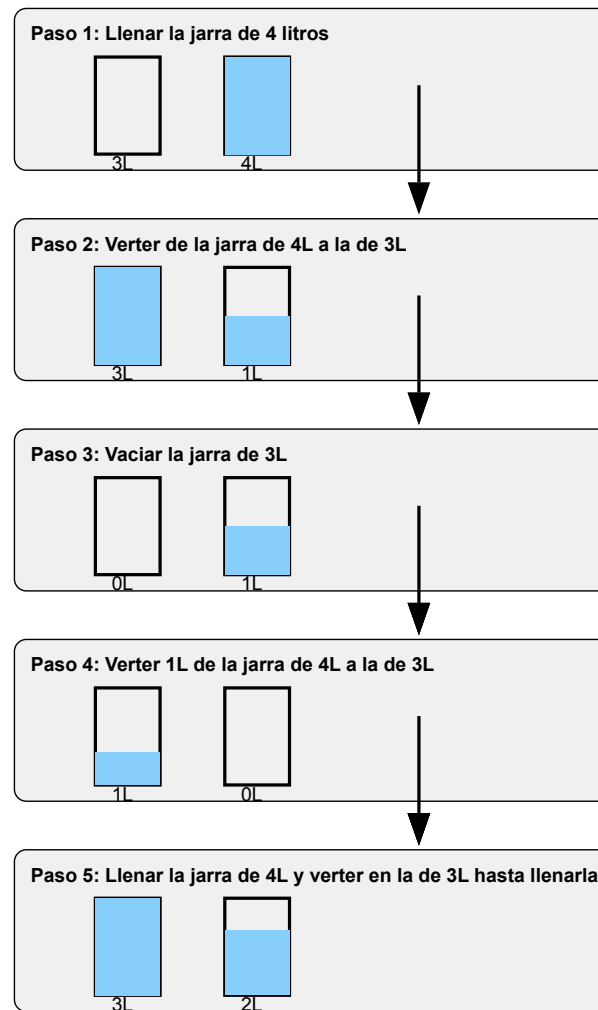 Paso 1: Llenar la jarra de 4 litros
3L 4L
Paso 2: Verter de la jarra de 4L a la de 3L
3L 1L
Paso 3: Vaciar la jarra de 3L
0L 1L
Paso 4: Verter 1L de la jarra de 4L a la de 3L
1L 0L
Paso 5: Llenar la jarra de 4L y verter en la de 3L hasta llenarla
3L 2L